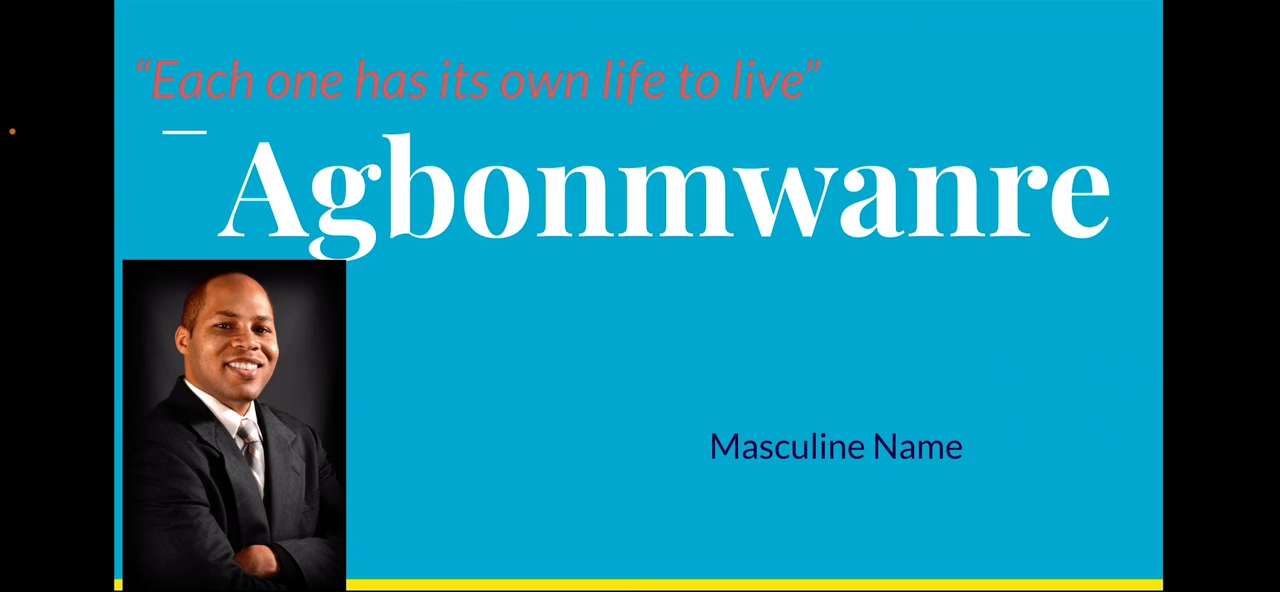 “Each one has its own life to live”
Agbonmwanre
Masculine Name